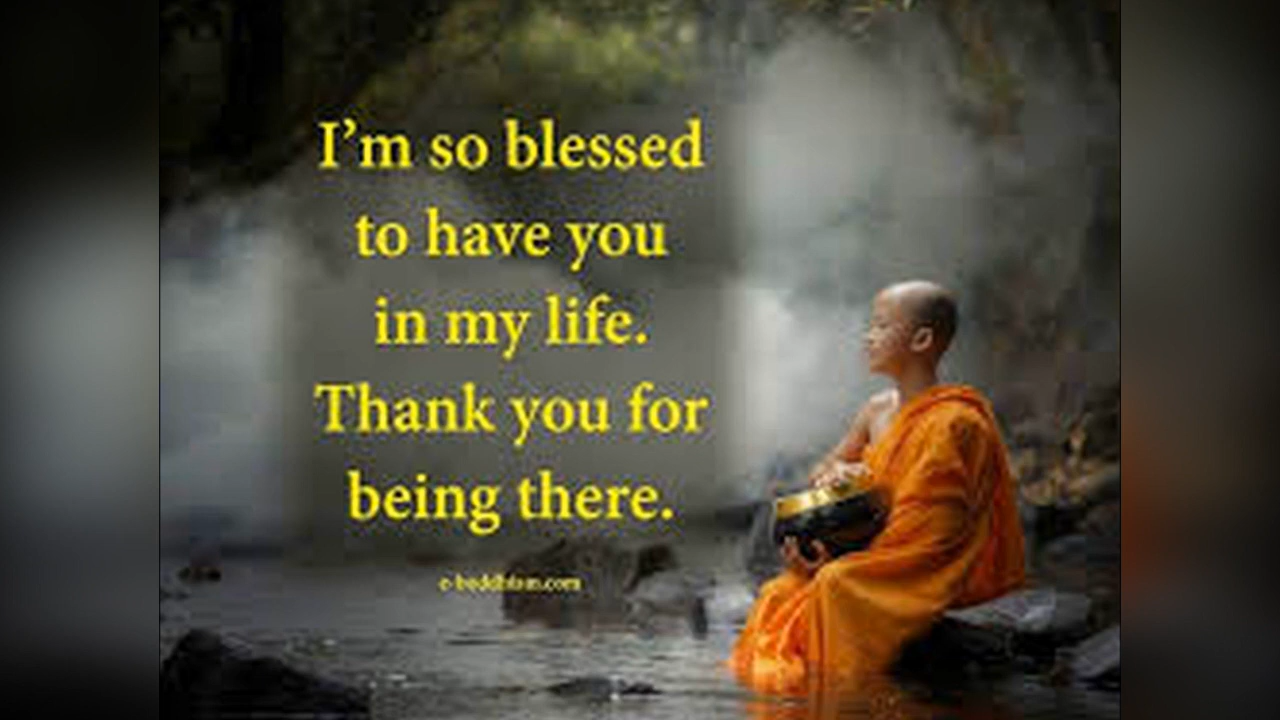 I'm so blessed
to have you
in my life.
Thank you for
being there.
e-buddhism.com